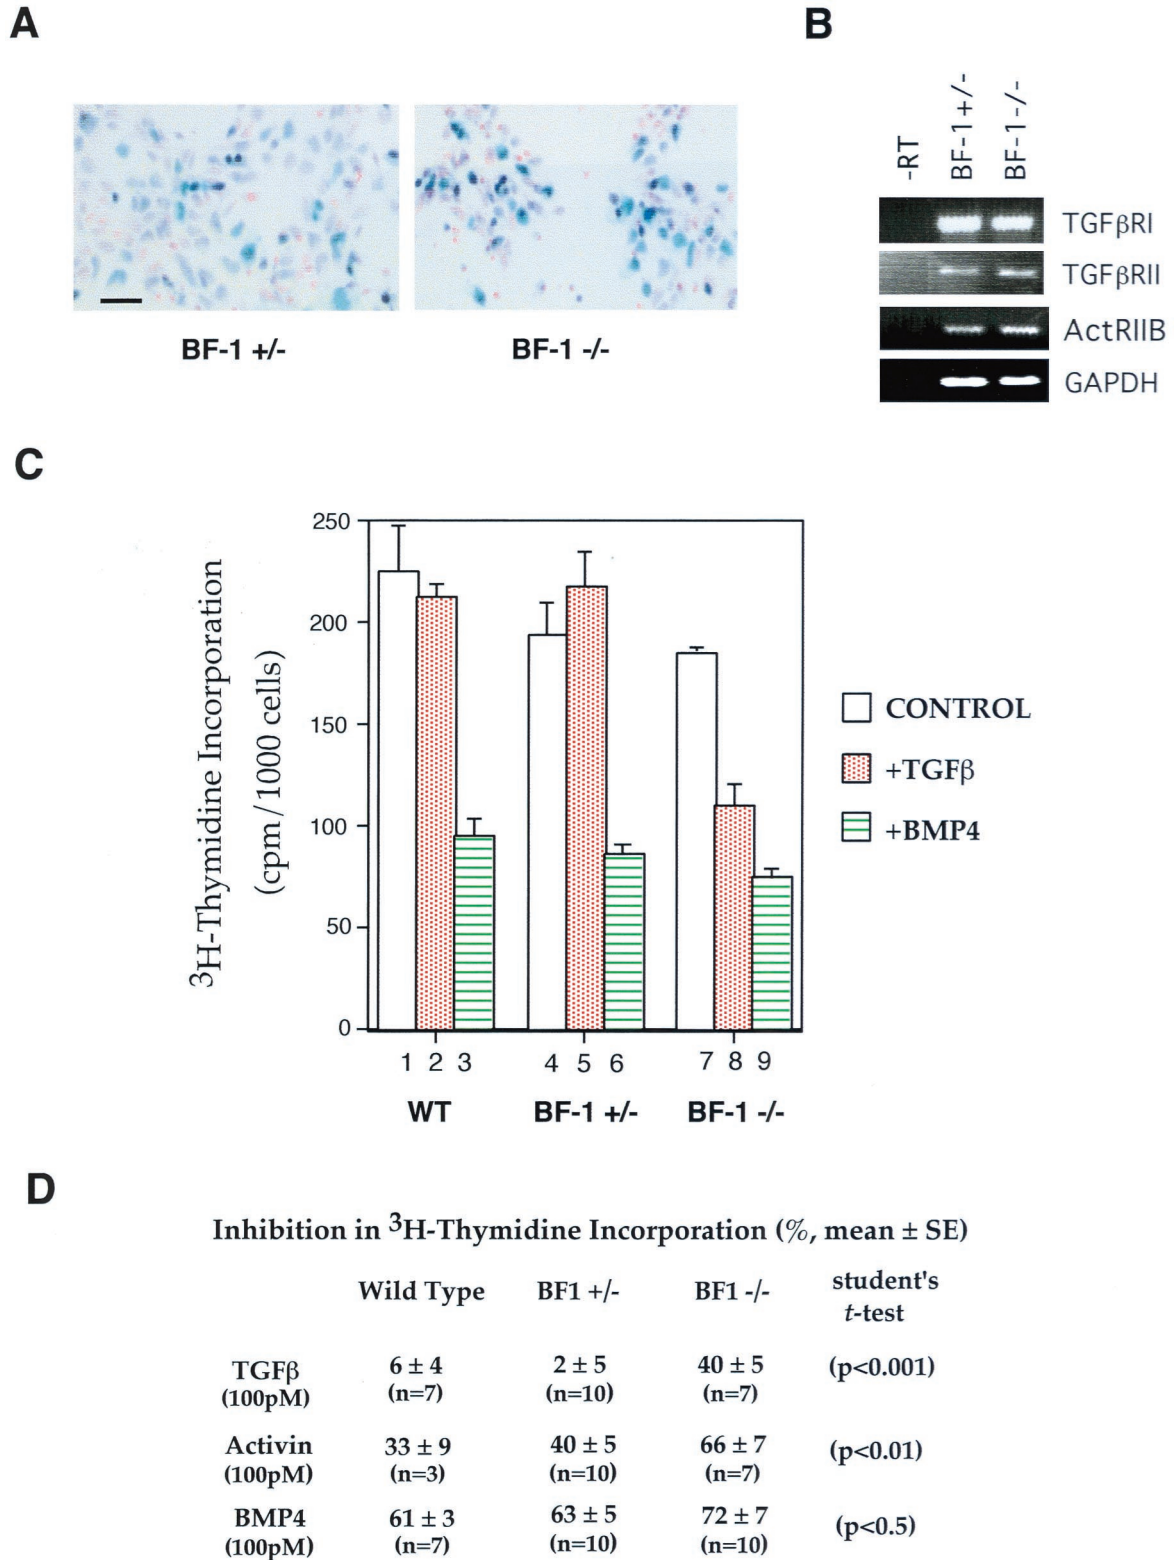 A
B
BF-1 +/-
BF-1 -/-
-RT
BF-1+/-
BF-1-/-
TGFβRI
TGFβRII
ActRIIB
GAPDH
C
³H-Thymidine Incorporation
(cpm/1000 cells)
250
200
150
100
50
0
1 2 3
4 5 6
7 8 9
WT
BF-1 +/-
BF-1 -/-
CONTROL
+TGFβ
+BMP4
D
Inhibition in ³H-Thymidine Incorporation (%, mean ± SE)
Wild Type BF1 +/- BF1 -/- student's
t-test
TGFβ 6 ± 4 2 ± 5 40 ± 5 (p<0.001)
(100pM) (n=7) (n=10) (n=7)
Activin 33 ± 9 40 ± 5 66 ± 7 (p<0.01)
(100pM) (n=3) (n=10) (n=7)
BMP4 61 ± 3 63 ± 5 72 ± 7 (p<0.5)
(100pM) (n=7) (n=10) (n=10)